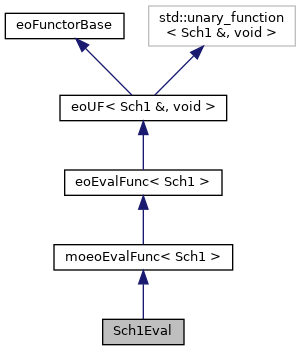 eoFunctorBase
std::unary_function
< Sch1 &, void >
eoUF< Sch1 &, void >
eoEvalFunc< Sch1 >
moeoEvalFunc< Sch1 >
Sch1Eval